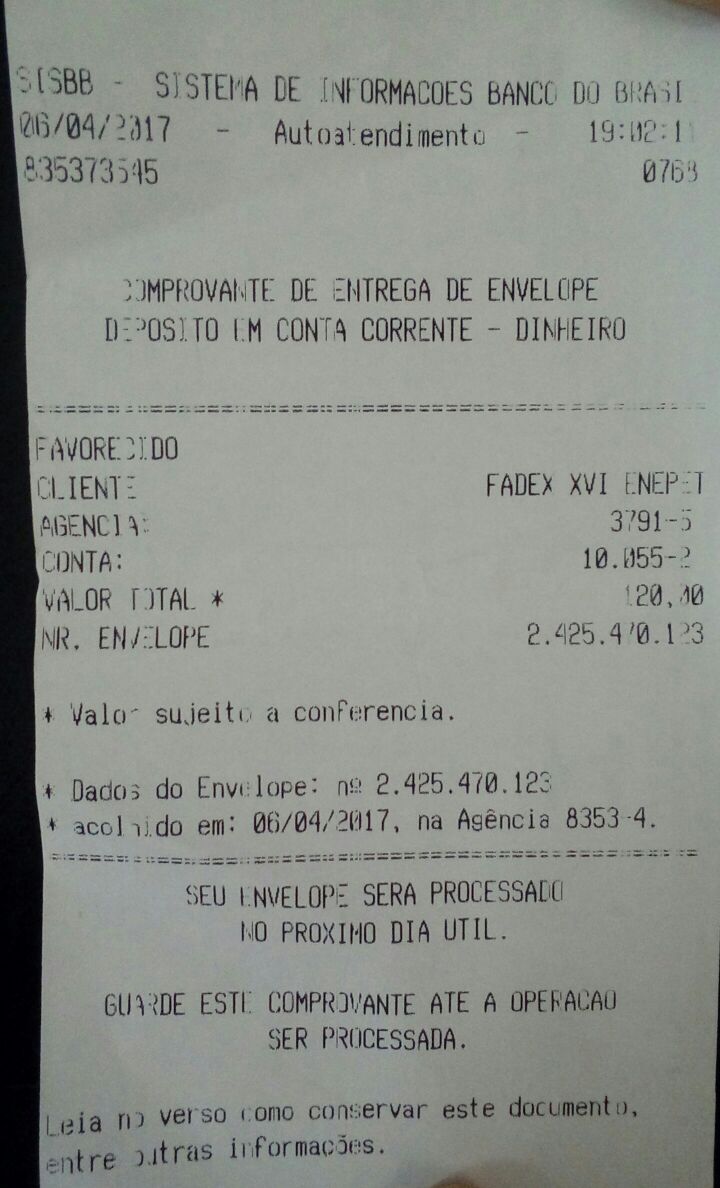 SISBB - SISTEMA DE INFORMACOES BANCO DO BRASI
06/04/2017 - Autoatendimento - 19:02:1
835373545 0768
COMPROVANTE DE ENTREGA DE ENVELOPE
DEPOSITO EM CONTA CORRENTE - DINHEIRO
FAVORECIDO
CLIENTE FADEX XVI ENEPET
AGENCIA: 3791-5
CONTA: 10.055-2
VALOR TOTAL * 120,00
NR. ENVELOPE 2.425.470.123
* Valor sujeito a conferencia.
* Dados do Envelope: nº 2.425.470.123
* acolhido em: 06/04/2017, na Agência 8353-4.
SEU ENVELOPE SERA PROCESSADO
NO PROXIMO DIA UTIL.
GUARDE ESTE COMPROVANTE ATE A OPERACAO
SER PROCESSADA.
Leia no verso como conservar este documento,
entre outras informações.